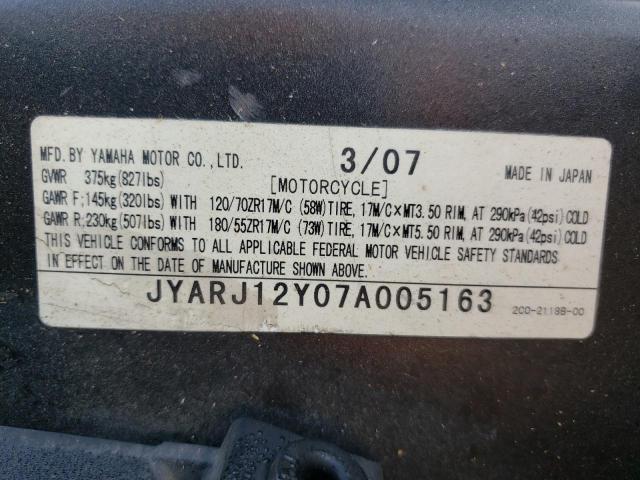 MFD. BY YAMAHA MOTOR CO., LTD. 3/07 MADE IN JAPAN
GVWR 375kg (827lbs) [MOTORCYCLE]
GAWR F; 145kg (320lbs) WITH 120/70ZR17M/C (58W) TIRE, 17M/C×MT3.50 RIM, AT 290kPa (42psi) COLD
GAWR R; 230kg (507lbs) WITH 180/55ZR17M/C (73W) TIRE, 17M/C×MT5.50 RIM, AT 290kPa (42psi) COLD
THIS VEHICLE CONFORMS TO ALL APPLICABLE FEDERAL MOTOR VEHICLE SAFETY STANDARDS
IN EFFECT ON THE DATE OF MANUFACTURE SHOWN ABOVE.
JYARJ12Y07A005163 2C0-2118B-00